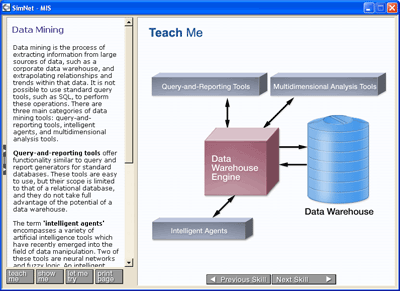 SimNet - MIS
Data Mining
Data mining is the process of
extracting information from large
sources of data, such as a
corporate data warehouse, and
extrapolating relationships and
trends within that data. It is not
possible to use standard query
tools, such as SQL, to perform
these operations. There are
three main categories of data
mining tools: query-and-
reporting tools, intelligent
agents, and multidimensional
analysis tools.
Query-and-reporting tools offer
functionality similar to query and
report generators for standard
databases. These tools are easy
to use, but their scope is limited
to that of a relational database,
and they do not take full
advantage of the potential of a
data warehouse.
The term 'intelligent agents'
encompasses a variety of
artificial intelligence tools which
have recently emerged into the
field of data manipulation. Two of
these tools are neural networks
and fuzzy logic. An intelligent
teach me
show me
let me try
print page
Teach Me
Query-and-Reporting Tools
Multidimensional Analysis Tools
Data
Warehouse
Engine
Data Warehouse
Intelligent Agents
Previous Skill
Next Skill